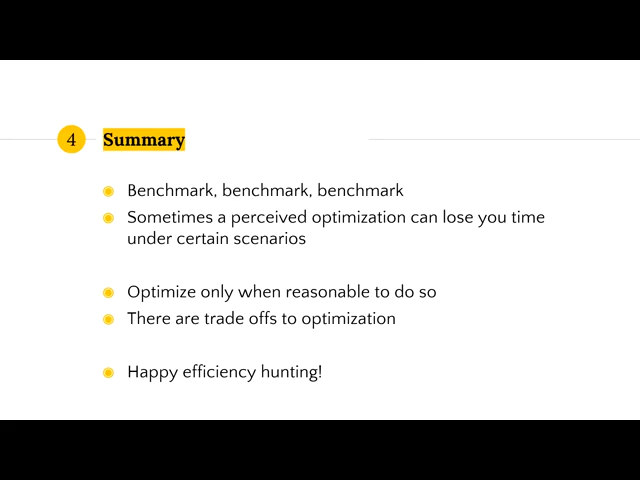 4 Summary
Benchmark, benchmark, benchmark
Sometimes a perceived optimization can lose you time
under certain scenarios
Optimize only when reasonable to do so
There are trade offs to optimization
Happy efficiency hunting!